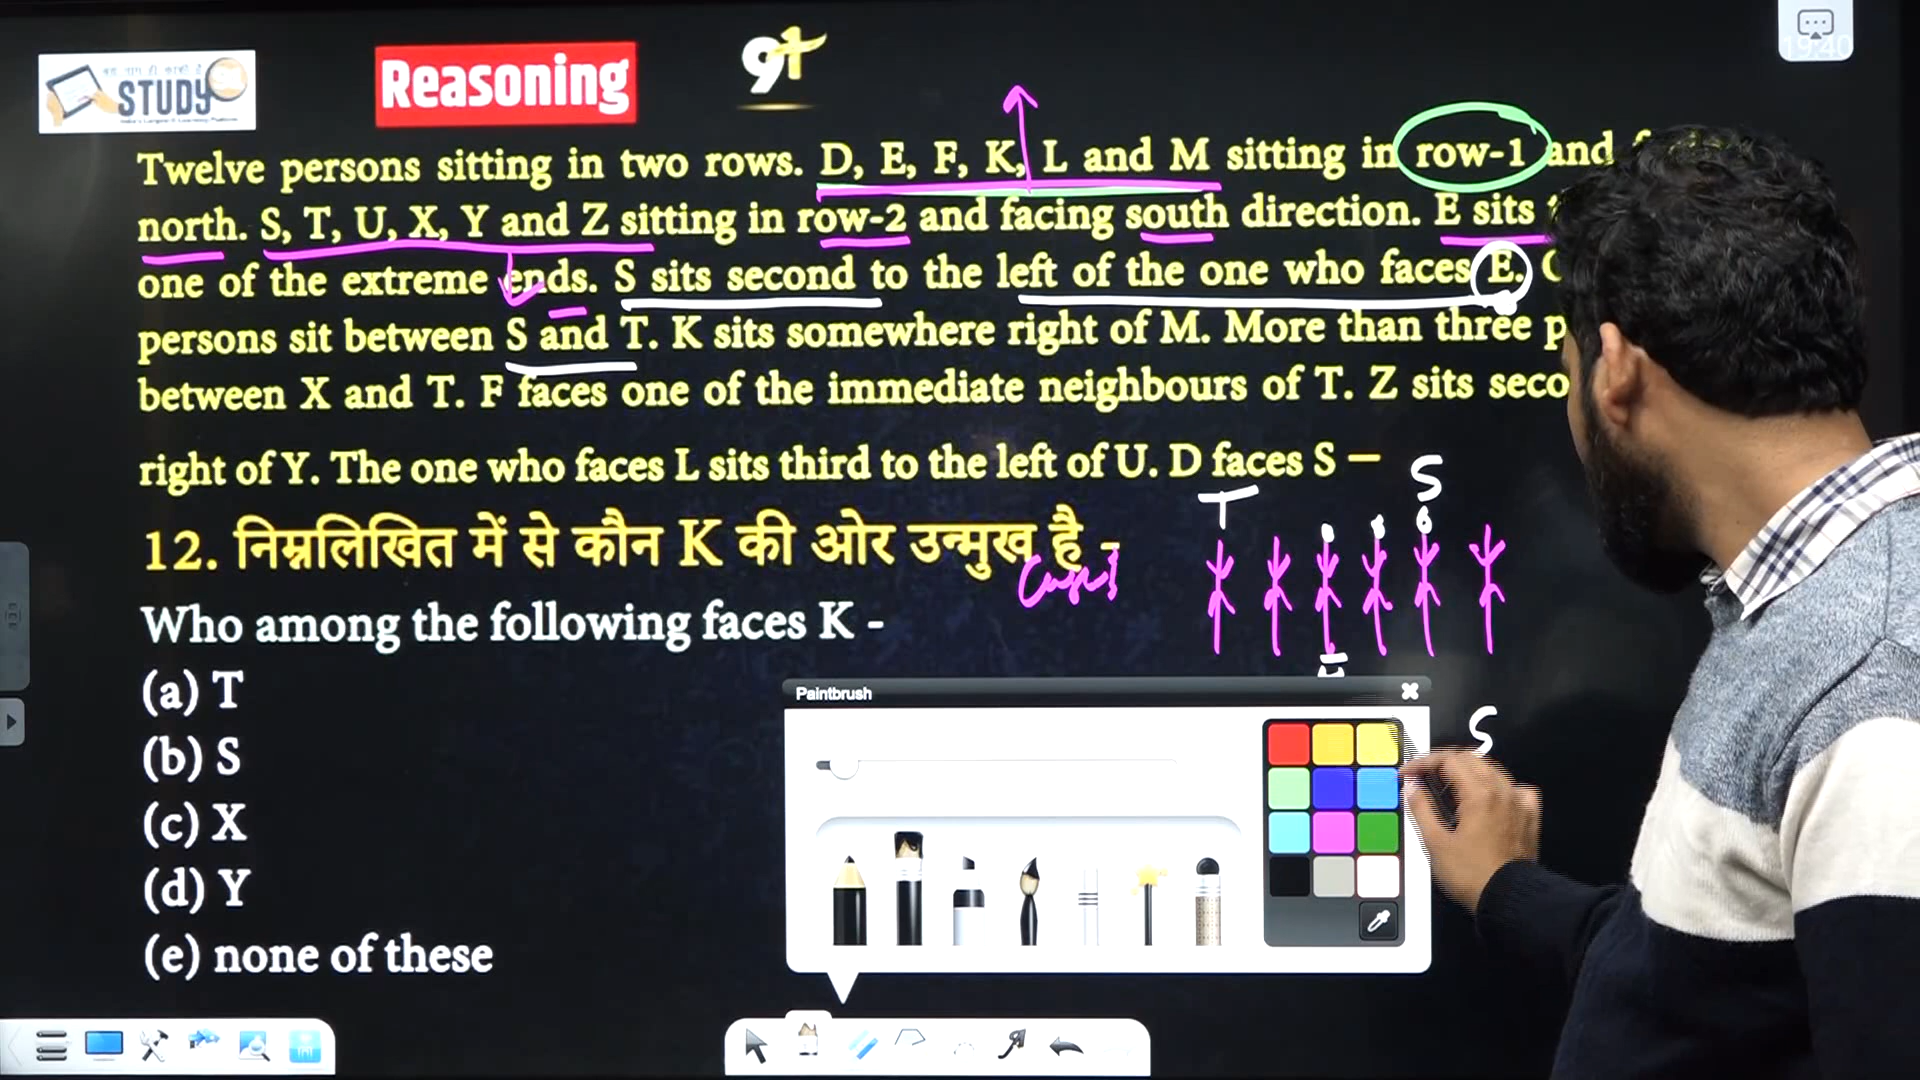 STUDY
Reasoning
91
19:40
Twelve persons sitting in two rows. D, E, F, K, L and M sitting in row-1 and
north. S, T, U, X, Y and Z sitting in row-2 and facing south direction. E sits
one of the extreme ends. S sits second to the left of the one who faces E.
persons sit between S and T. K sits somewhere right of M. More than three
between X and T. F faces one of the immediate neighbours of T. Z sits
right of Y. The one who faces L sits third to the left of U. D faces S –
12. निम्नलिखित में से कौन K की ओर उन्मुख है -
Who among the following faces K -
(a) T
(b) S
(c) X
(d) Y
(e) none of these
T S
S
Paintbrush